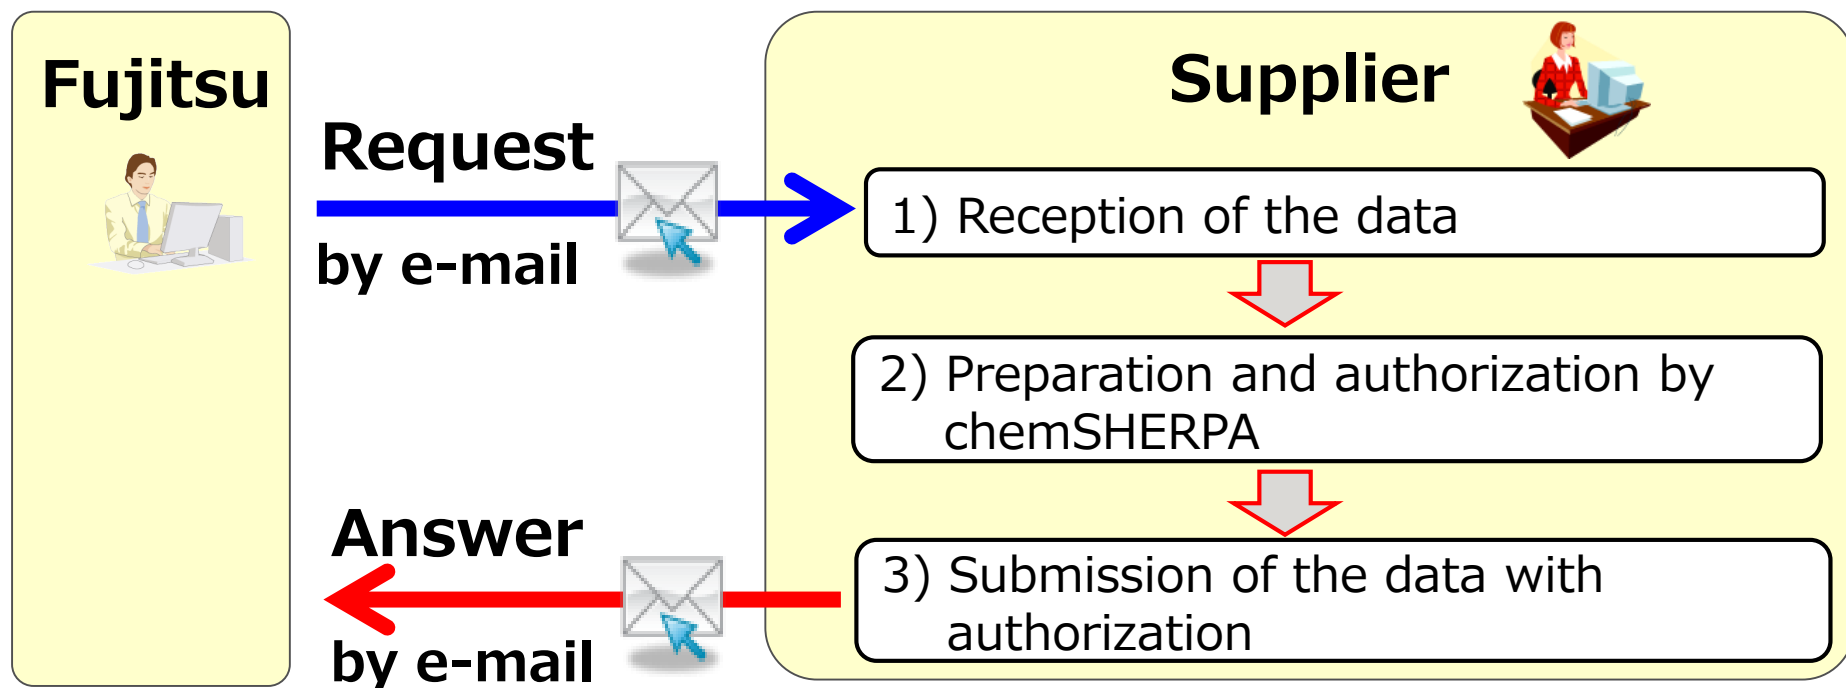 Fujitsu
Request
by e-mail
Answer
by e-mail
Supplier
1) Reception of the data
2) Preparation and authorization by
chemSHERPA
3) Submission of the data with
authorization